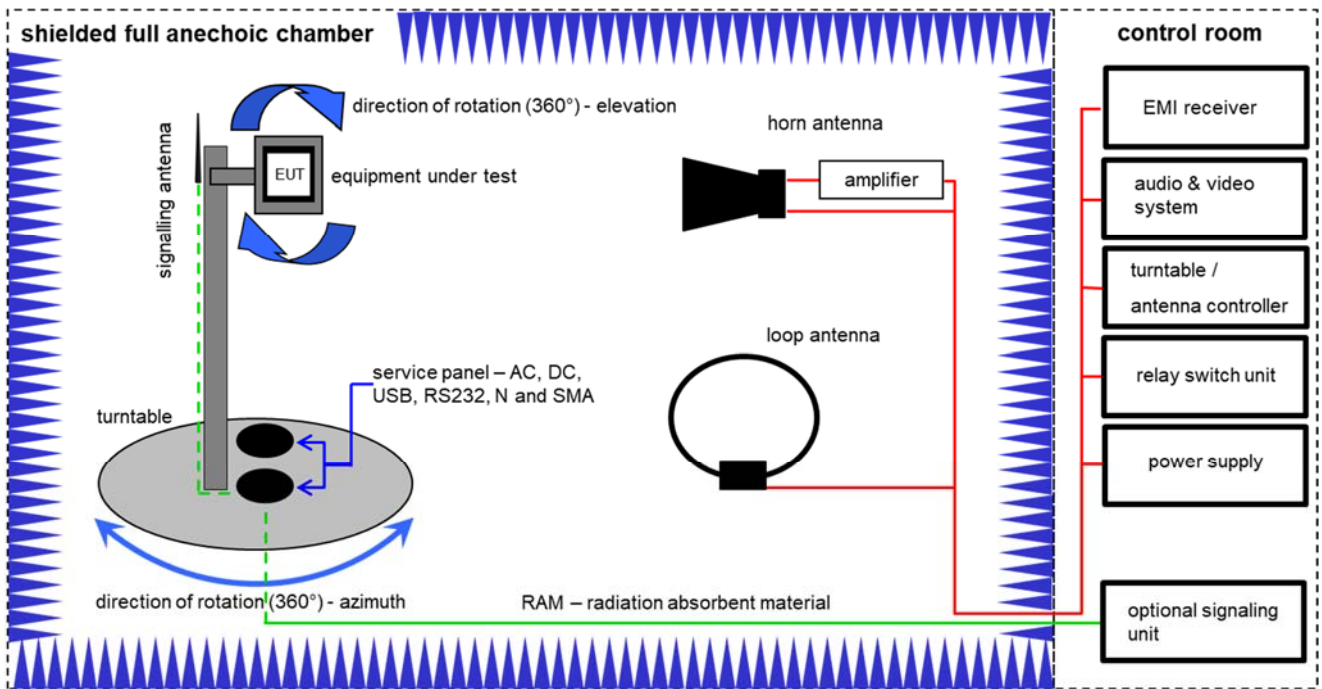 shielded full anechoic chamber
control room
direction of rotation (360°) - elevation
signalling antenna
EUT
equipment under test
horn antenna
amplifier
loop antenna
service panel – AC, DC,
USB, RS232, N and SMA
turntable
direction of rotation (360°) - azimuth
RAM – radiation absorbent material
EMI receiver
audio & video
system
turntable /
antenna controller
relay switch unit
power supply
optional signaling
unit